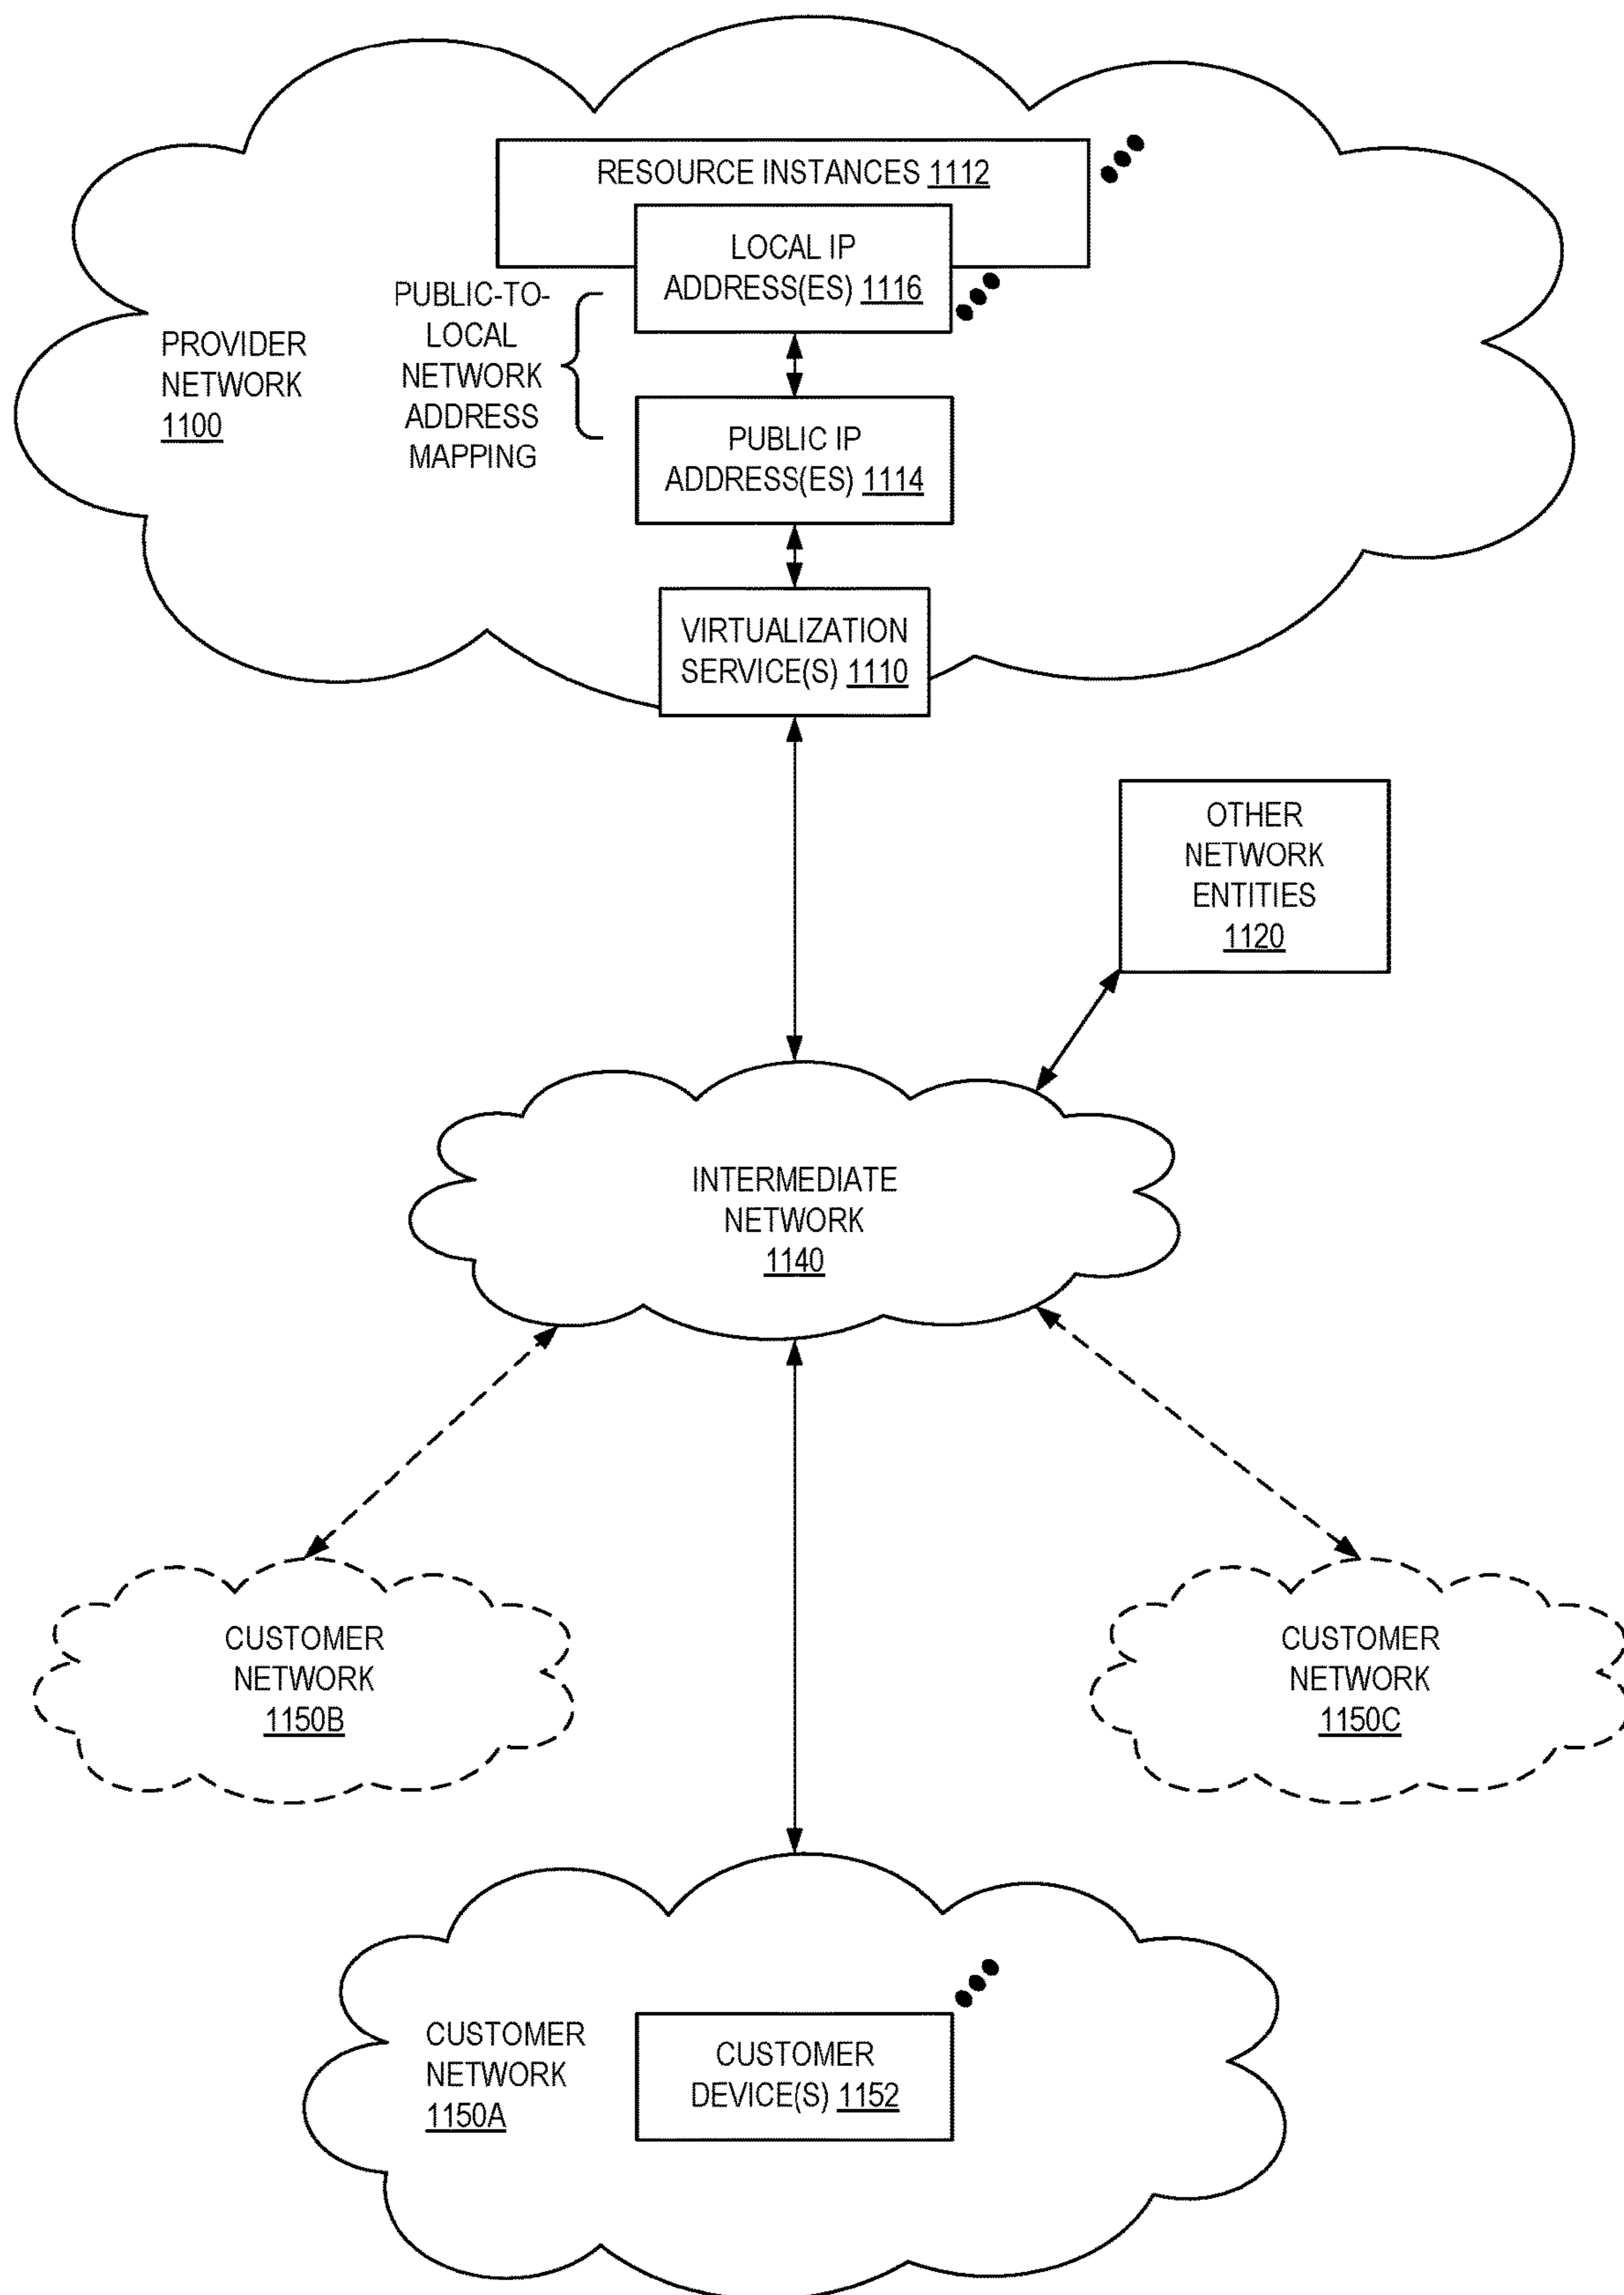 RESOURCE INSTANCES 1112
LOCAL IP
ADDRESS(ES) 1116
PUBLIC-TO-
LOCAL
NETWORK
ADDRESS
MAPPING
PROVIDER
NETWORK
1100
PUBLIC IP
ADDRESS(ES) 1114
VIRTUALIZATION
SERVICE(S) 1110
OTHER
NETWORK
ENTITIES
1120
INTERMEDIATE
NETWORK
1140
CUSTOMER
NETWORK
1150B
CUSTOMER
NETWORK
1150C
CUSTOMER
NETWORK
1150A
CUSTOMER
DEVICE(S) 1152